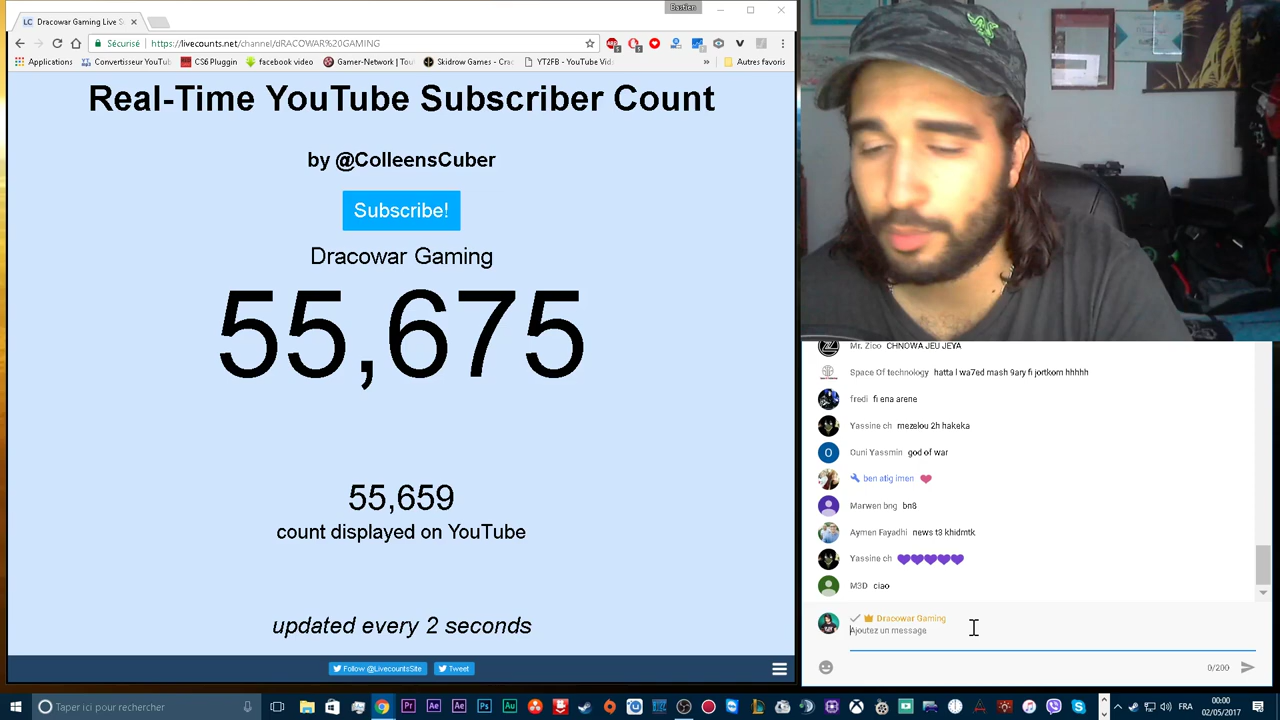 Bastien
LC Dracowar Gaming Live S
Sécurisé https://livecounts.net/channel/dRACOWAR%20GAMING
Applications Convertisseur YouTub CS6 Pluggin facebook video Gamer-Network | Tou Skidrow Games - Crac YT2FB - YouTube Vid » Autres favoris
Real-Time YouTube Subscriber Count
by @ColleensCuber
Subscribe!
Dracowar Gaming
55,675
55,659
count displayed on YouTube
updated every 2 seconds
Follow @LivecountsSite Tweet
Mr. Zico CHNOWA JEU JEYA
Space Of technology hatta l wa7ed mash 9ary fi jortkom hhhhh
fredi fi ena arene
Yassine ch mezelou 2h hakeka
O Ouni Yassmin god of war
ben atig imen
Marwen bng bn8
Aymen Fayadhi news t3 khidmtk
Yassine ch
M3D ciao
Dracowar Gaming
Ajoutez un message
0/200
Taper ici pour rechercher
FRA
00:00
02/05/2017